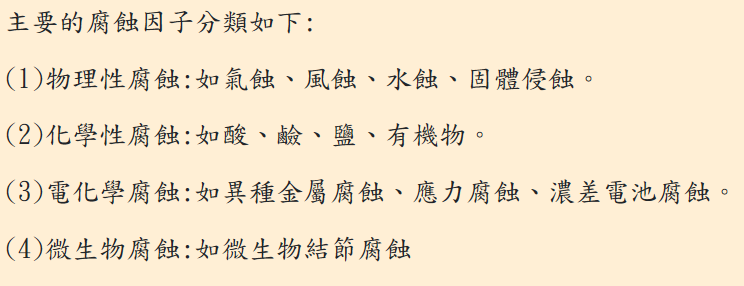 主要的腐蝕因子分類如下:
(1)物理性腐蝕:如氣蝕、風蝕、水蝕、固體侵蝕。
(2)化學性腐蝕:如酸、鹼、鹽、有機物。
(3)電化學腐蝕:如異種金屬腐蝕、應力腐蝕、濃差電池腐蝕。
(4)微生物腐蝕:如微生物結節腐蝕